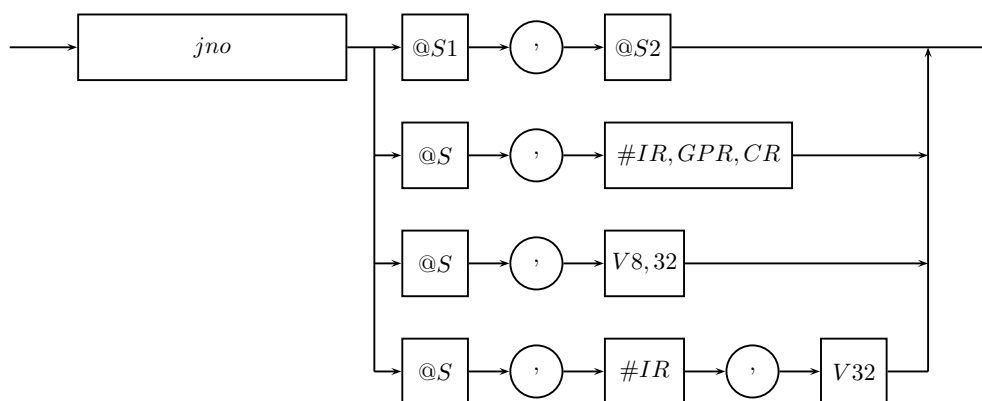 jno @S1 , @S2
@S , #IR, GPR, CR
@S , V8, 32
@S , #IR , V32